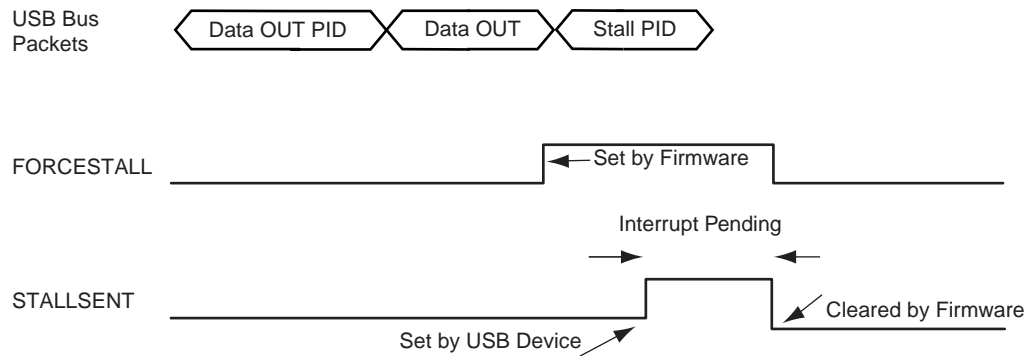 USB Bus
Packets
Data OUT PID
Data OUT
Stall PID
FORCESTALL
Set by Firmware
Interrupt Pending
STALLSENT
Cleared by Firmware
Set by USB Device